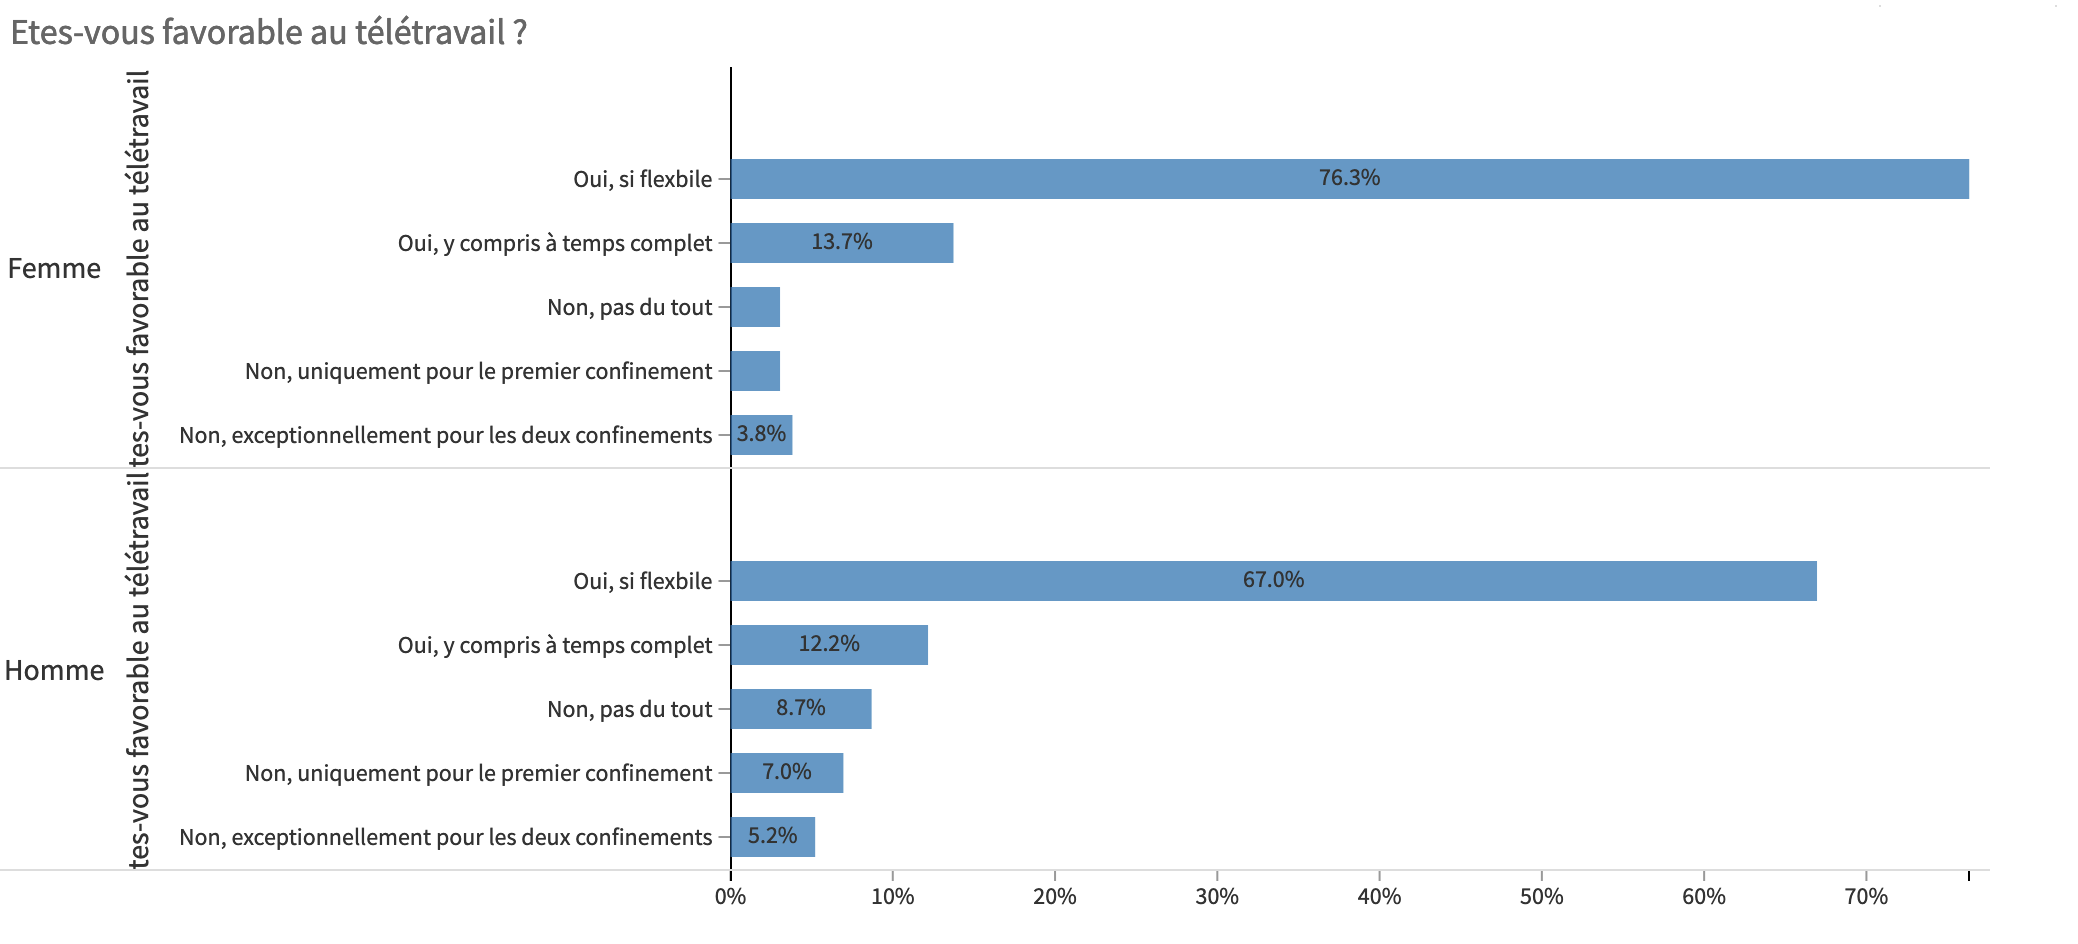 Etes-vous favorable au télétravail ?
Femme
tes-vous favorable au télétravail
Oui, si flexbile
76.3%
Oui, y compris à temps complet
13.7%
Non, pas du tout
Non, uniquement pour le premier confinement
Non, exceptionnellement pour les deux confinements
3.8%
Homme
tes-vous favorable au télétravail
Oui, si flexbile
67.0%
Oui, y compris à temps complet
12.2%
Non, pas du tout
8.7%
Non, uniquement pour le premier confinement
7.0%
Non, exceptionnellement pour les deux confinements
5.2%
0% 10% 20% 30% 40% 50% 60% 70%